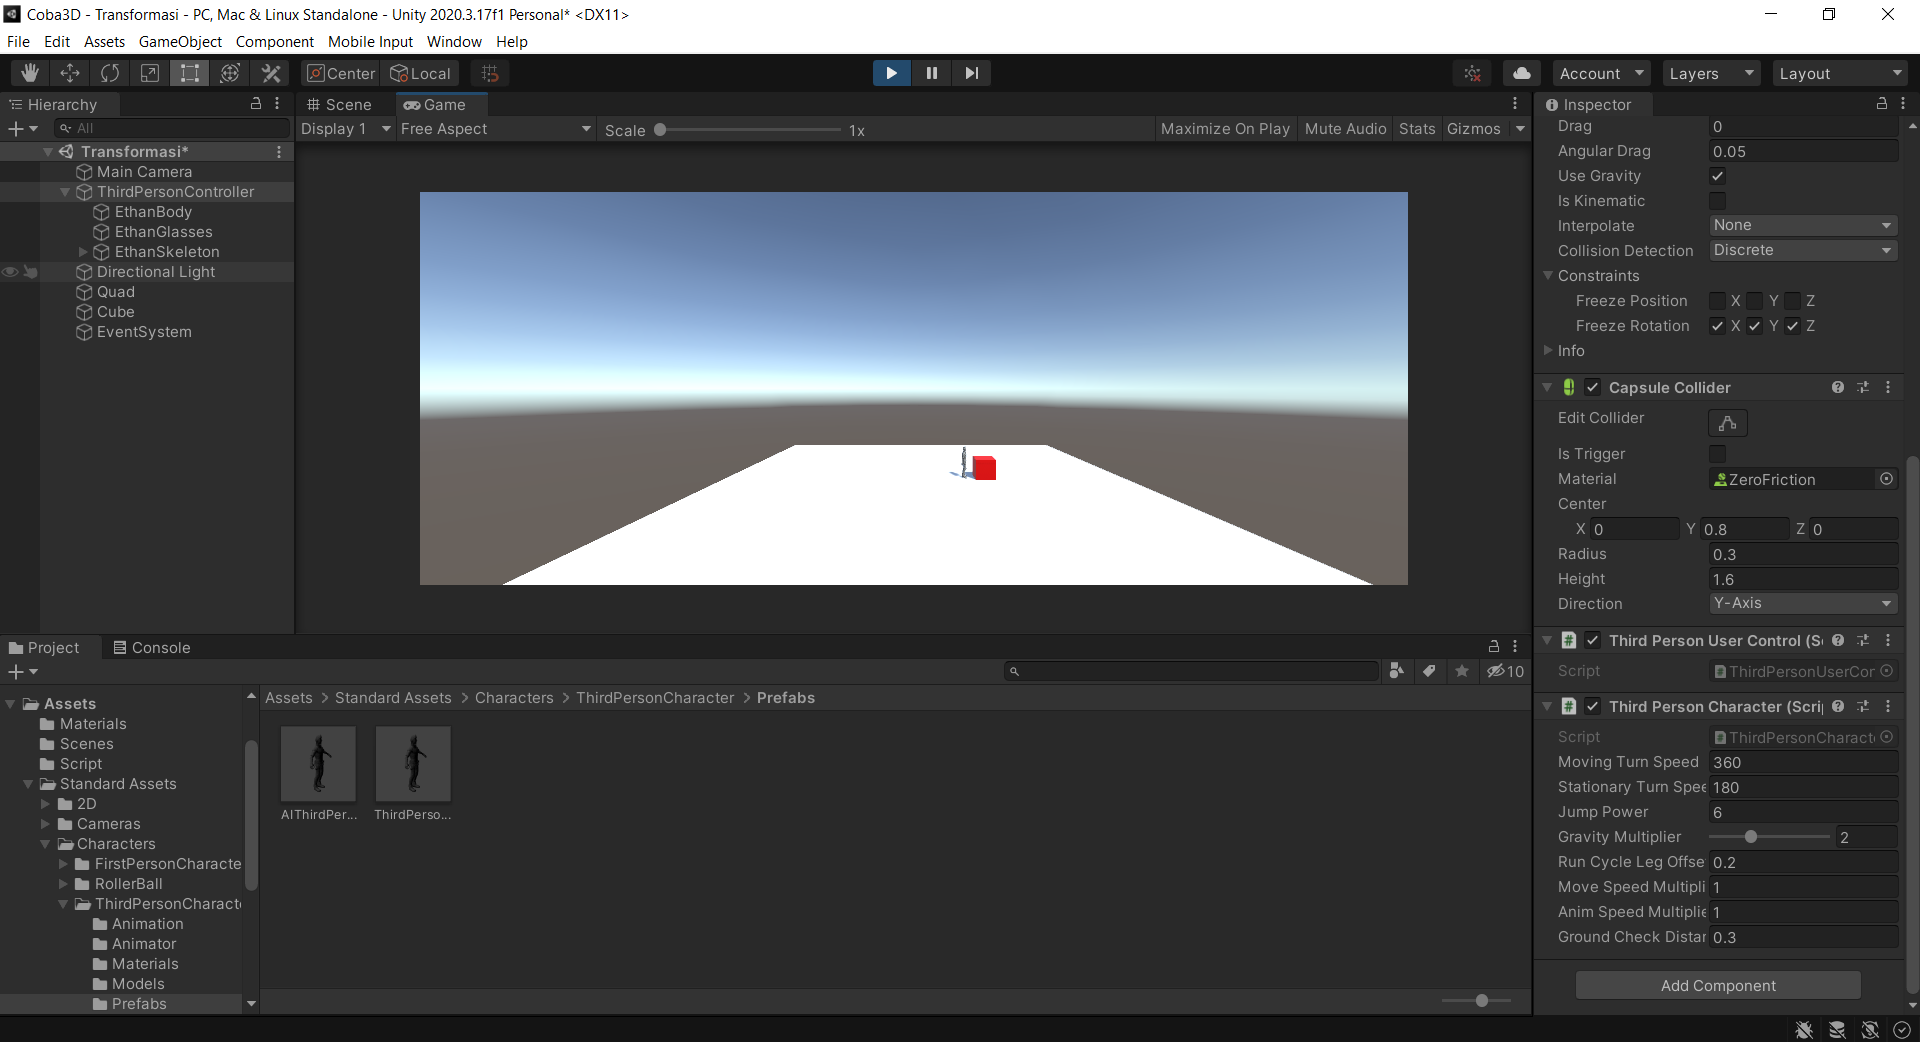 Coba3D - Transformasi - PC, Mac & Linux Standalone - Unity 2020.3.17f1 Personal* <DX11>
File Edit Assets GameObject Component Mobile Input Window Help
Center Local Account Layers Layout
Hierarchy
All
Transformasi*
Main Camera
ThirdPersonController
EthanBody
EthanGlasses
EthanSkeleton
Directional Light
Quad
Cube
EventSystem
Scene Game
Display 1 Free Aspect Scale 1x Maximize On Play Mute Audio Stats Gizmos
Inspector
Drag 0
Angular Drag 0.05
Use Gravity
Is Kinematic
Interpolate None
Collision Detection Discrete
Constraints
Freeze Position X Y Z
Freeze Rotation X Y Z
Info
Capsule Collider
Edit Collider
Is Trigger
Material ZeroFriction
Center
X 0 Y 0.8 Z 0
Radius 0.3
Height 1.6
Direction Y-Axis
Third Person User Control (S
Script ThirdPersonUserCor
Third Person Character (Scri
Script ThirdPersonCharact
Moving Turn Speed 360
Stationary Turn Spee 180
Jump Power 6
Gravity Multiplier 2
Run Cycle Leg Offse 0.2
Move Speed Multipli 1
Anim Speed Multiplie 1
Ground Check Distar 0.3
Add Component
Project Console
10
Assets
Materials
Scenes
Script
Standard Assets
2D
Cameras
Characters
FirstPersonCharacte
RollerBall
ThirdPersonCharact
Animation
Animator
Materials
Models
Prefabs
Assets > Standard Assets > Characters > ThirdPersonCharacter > Prefabs
AIThirdPer... ThirdPerso...